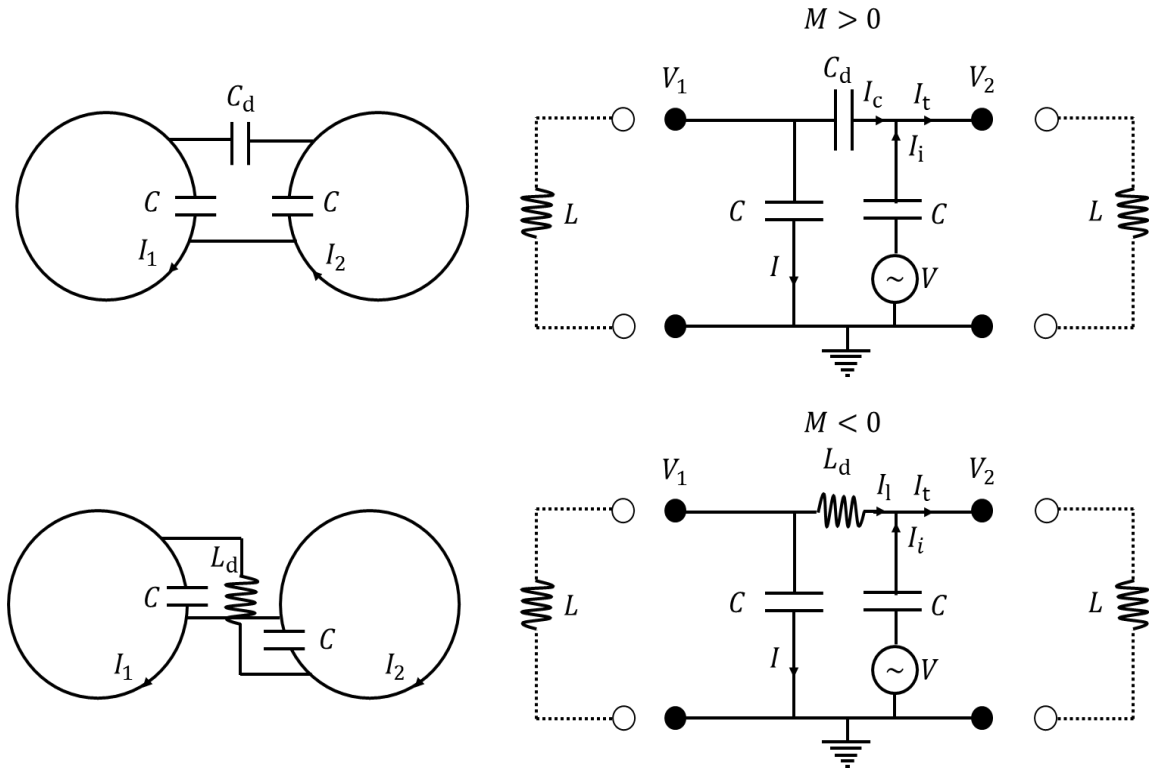 M > 0
C_d
V_1
C_d
I_c
I_t
V_2
I_i
C
C
L
C
C
L
I_1
I_2
I
~
V
M < 0
V_1
L_d
I_l
I_t
V_2
I_i
L_d
C
C
L
C
C
L
I_1
I_2
I
~
V